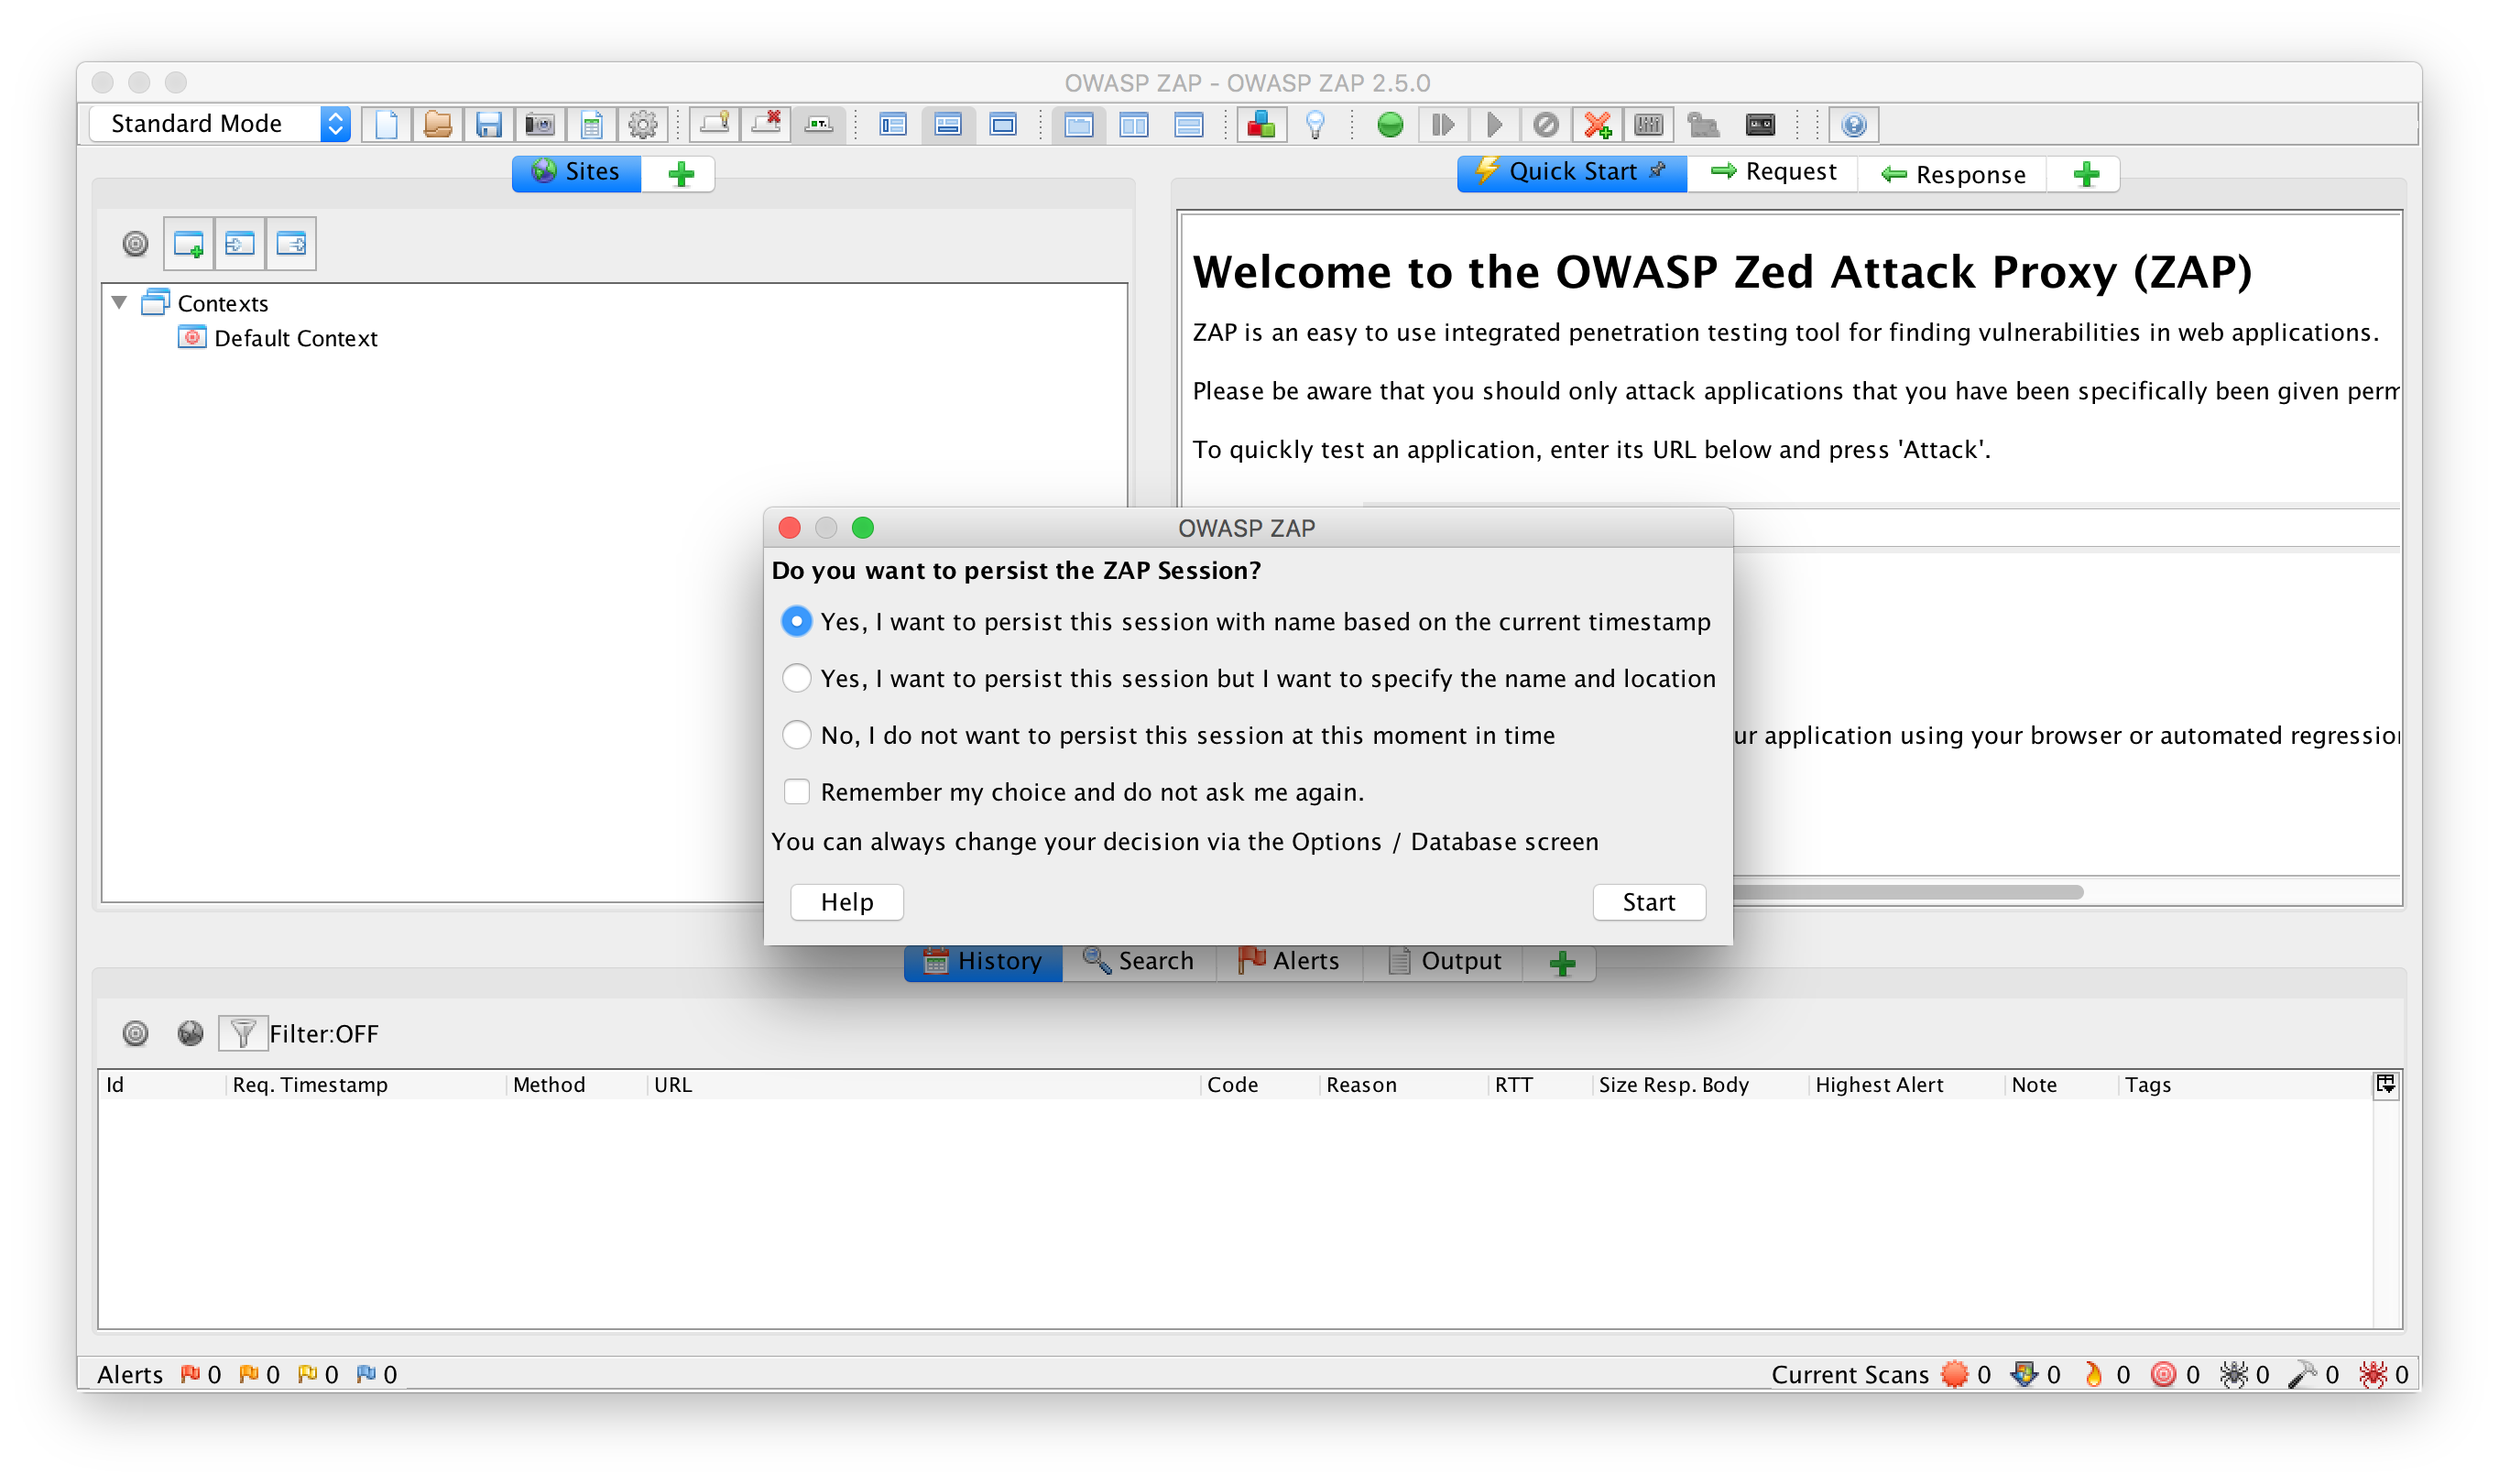 OWASP ZAP - OWASP ZAP 2.5.0
Standard Mode
Sites
Quick Start
Request
Response
Contexts
Default Context
Welcome to the OWASP Zed Attack Proxy (ZAP)
ZAP is an easy to use integrated penetration testing tool for finding vulnerabilities in web applications.
Please be aware that you should only attack applications that you have been specifically been given perm
To quickly test an application, enter its URL below and press 'Attack'.
OWASP ZAP
Do you want to persist the ZAP Session?
Yes, I want to persist this session with name based on the current timestamp
Yes, I want to persist this session but I want to specify the name and location
No, I do not want to persist this session at this moment in time
ur application using your browser or automated regression
Remember my choice and do not ask me again.
You can always change your decision via the Options / Database screen
Help
Start
History
Search
Alerts
Output
Filter:OFF
Id Req. Timestamp Method URL Code Reason RTT Size Resp. Body Highest Alert Note Tags
Alerts 0 0 0 0
Current Scans 0 0 0 0 0 0 0